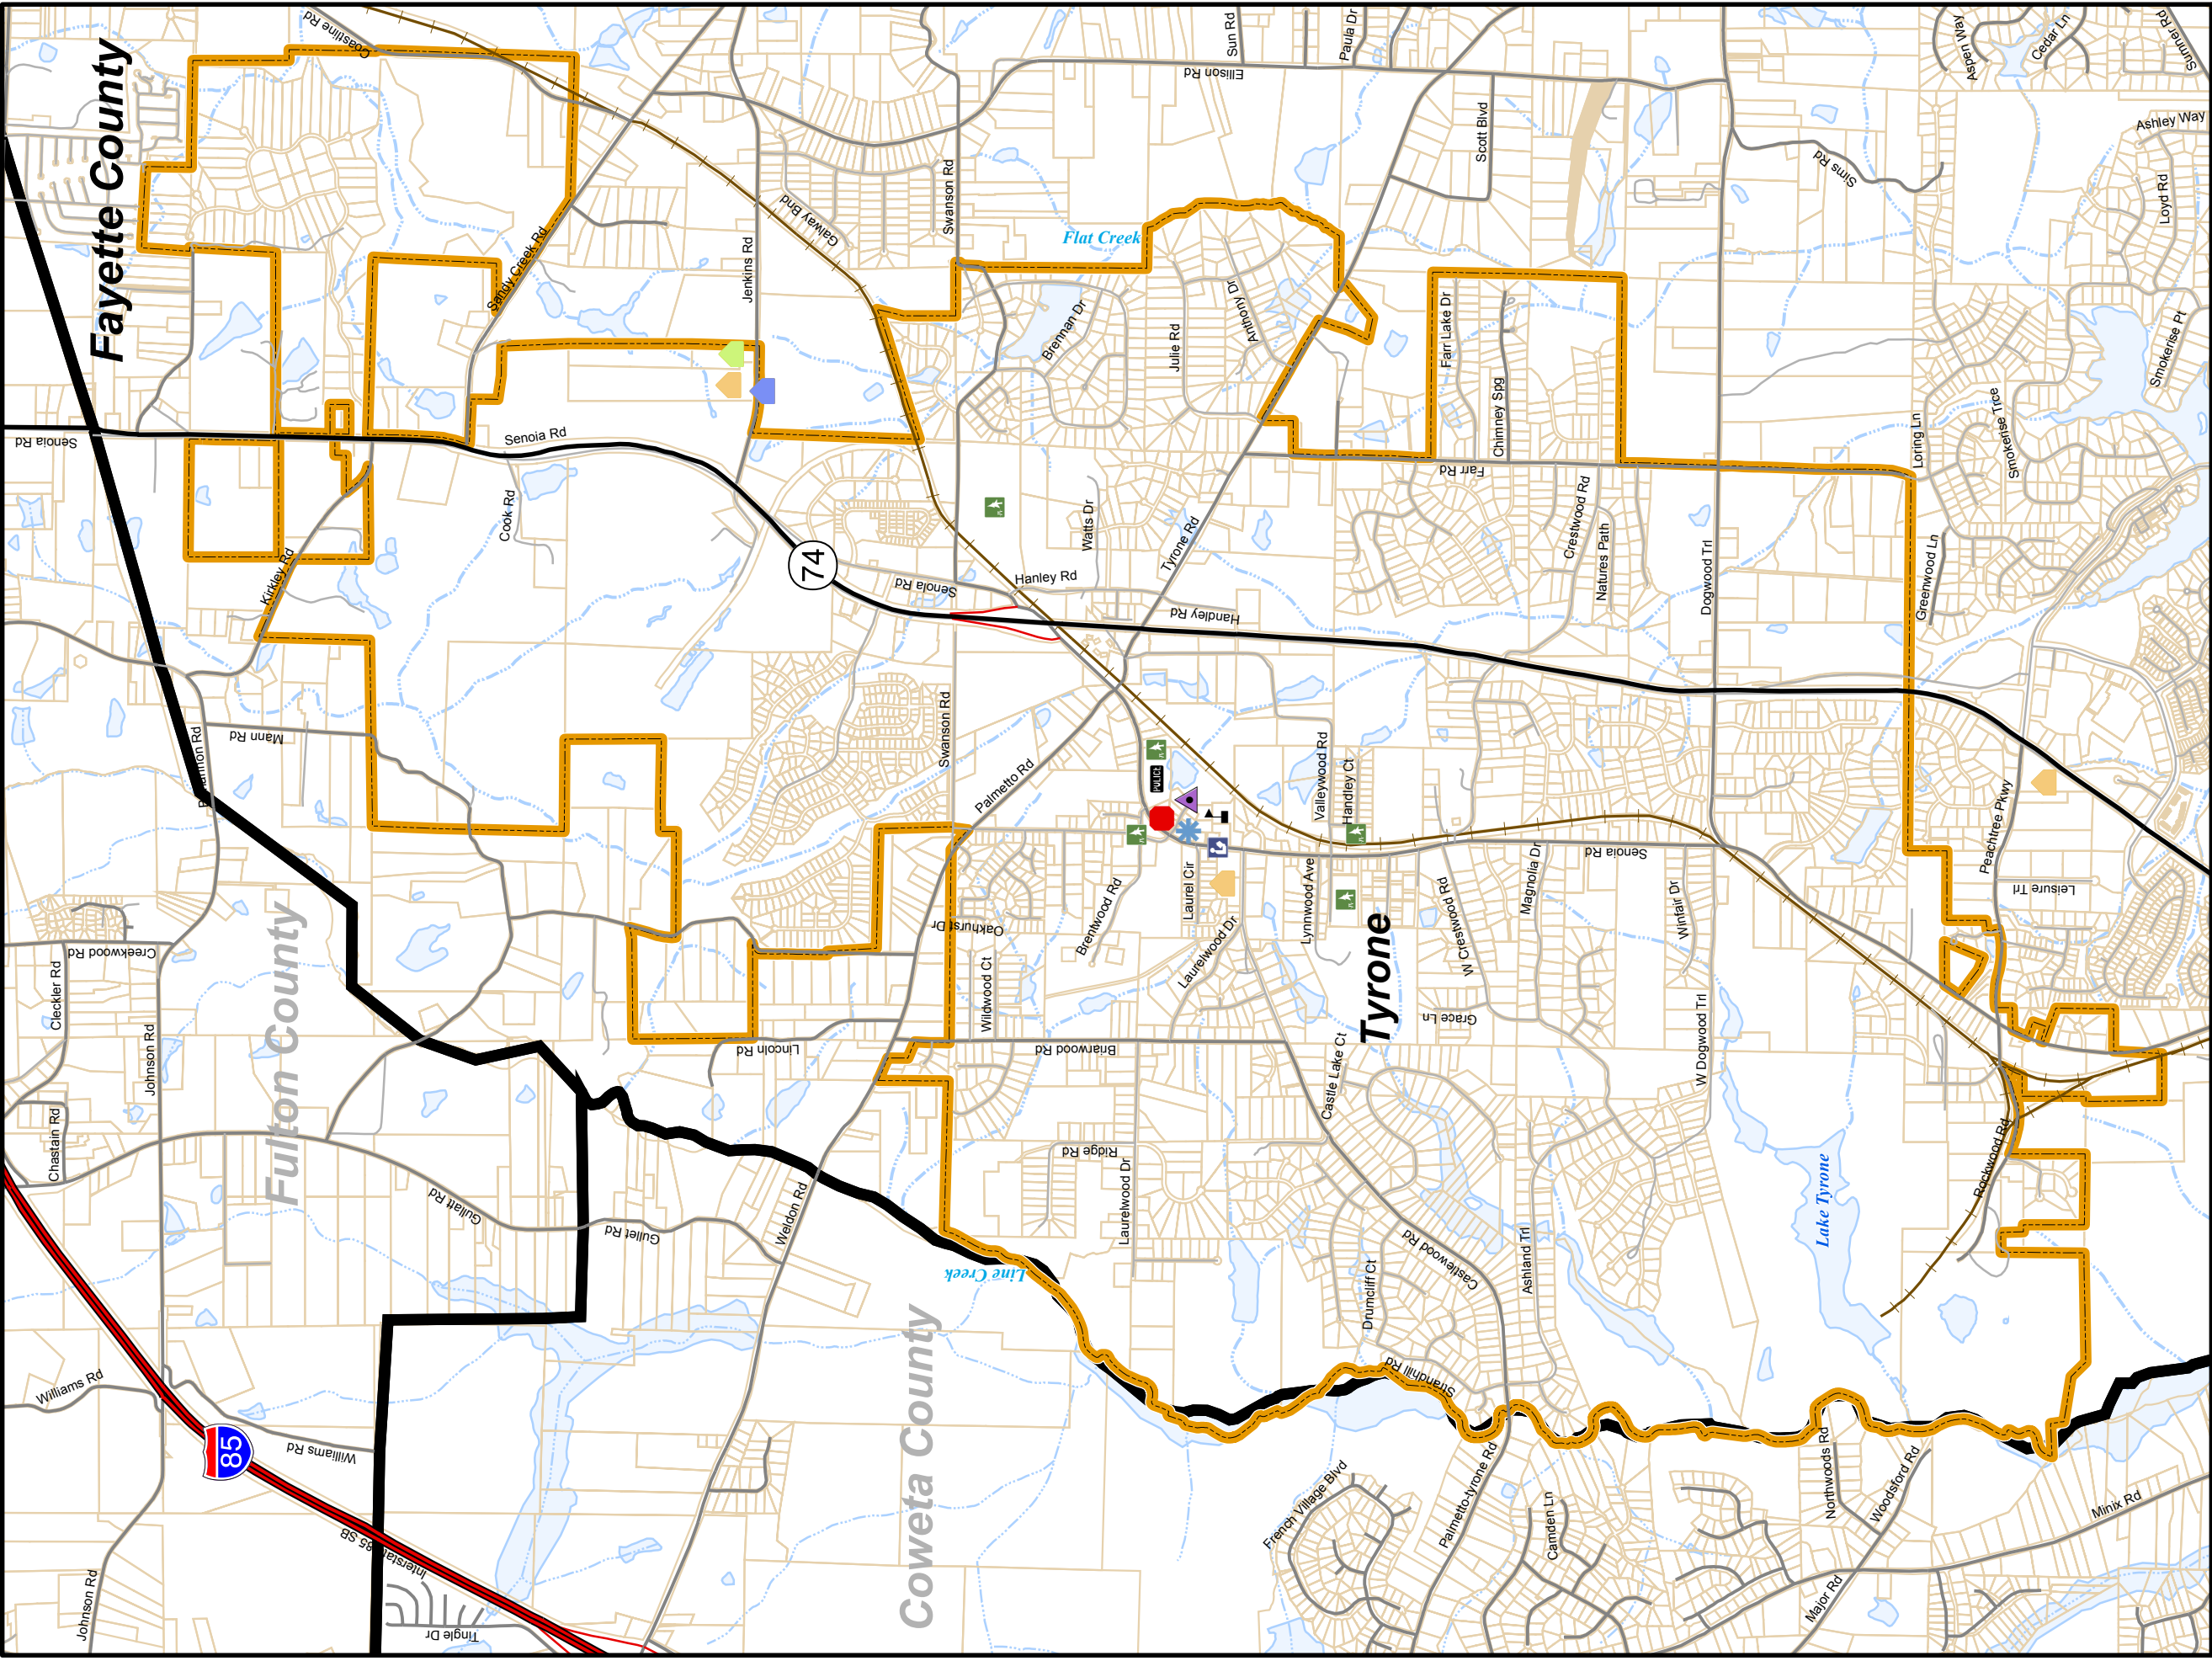 Fayette County
Coastline Rd
Sun Rd
Paula Dr
Ellison Rd
Aspen Way
Cedar Ln
Sumner Rd
Scott Blvd
Ashley Way
Sims Rd
Loyd Rd
Swanson Rd
Galway Bnd
Flat Creek
Sandy Creek Rd
Jenkins Rd
Brennan Dr
Julie Rd
Anthony Dr
Farr Lake Dr
Chimney Spg
Smokerise Pt
Smokerise Trce
Loring Ln
Senoia Rd
Senoia Rd
Farr Rd
Cook Rd
Watts Dr
Tyrone Rd
Crestwood Rd
Natures Path
Dogwood Trl
Greenwood Ln
Kirkley Rd
74
Senoia Rd
Hanley Rd
Handley Rd
Mann Rd
Swanson Rd
Palmetto Rd
POLICE
Valleywood Rd
Handley Ct
Peachtree Pkwy
Leisure Trl
Senoia Rd
Fulton County
Creekwood Rd
Cleckler Rd
Johnson Rd
Chastain Rd
Oakhurst Dr
Brentwood Rd
Laurel Cir
Laurelwood Dr
Lynnwood Ave
Tyrone
W Crestwood Rd
Magnolia Dr
Winfair Dr
Wildwood Ct
Grace Ln
W Dogwood Trl
Lincoln Rd
Briarwood Rd
Castle Lake Ct
Ridge Rd
Laurelwood Dr
Lake Tyrone
Rockwood Rd
Gullatt Rd
Gullet Rd
Weldon Rd
Line Creek
Castlewood Rd
Ashland Trl
Drumcliff Ct
Strandhill Rd
Williams Rd
85
Williams Rd
Coweta County
Interstate 85 SB
Johnson Rd
Tingle Dr
French Village Blvd
Palmetto-tyrone Rd
Camden Ln
Northwoods Rd
Woodsford Rd
Major Rd
Minix Rd